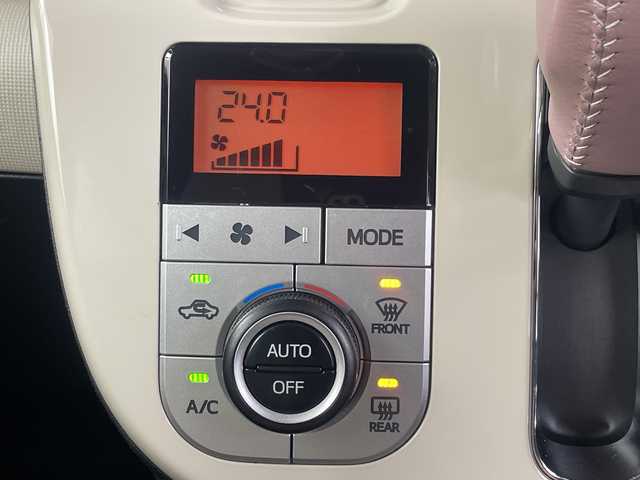 24.0
MODE
FRONT
AUTO
OFF
A/C
REAR